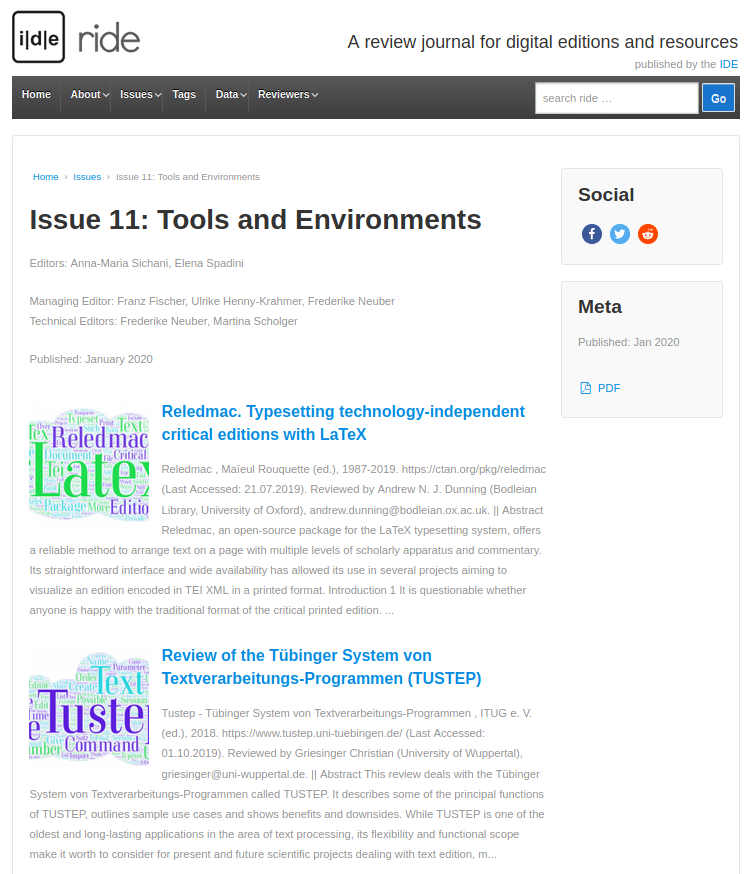 i|d|e ride
A review journal for digital editions and resources
published by the IDE
Home About Issues Tags Data Reviewers search ride … Go
Home › Issues › Issue 11: Tools and Environments
Issue 11: Tools and Environments
Editors: Anna-Maria Sichani, Elena Spadini
Managing Editor: Franz Fischer, Ulrike Henny-Krahmer, Frederike Neuber
Technical Editors: Frederike Neuber, Martina Scholger
Published: January 2020
Reledmac
Latex
Text
Typeset
Document
Critical
Package
More
Edition
Reledmac. Typesetting technology-independent
critical editions with LaTeX
Reledmac , Maïeul Rouquette (ed.), 1987-2019. https://ctan.org/pkg/reledmac
(Last Accessed: 21.07.2019). Reviewed by Andrew N. J. Dunning (Bodleian
Library, University of Oxford), andrew.dunning@bodleian.ox.ac.uk. || Abstract
Reledmac, an open-source package for the LaTeX typesetting system, offers
a reliable method to arrange text on a page with multiple levels of scholarly apparatus and commentary.
Its straightforward interface and wide availability has allowed its use in several projects aiming to
visualize an edition encoded in TEI XML in a printed format. Introduction 1 It is questionable whether
anyone is happy with the traditional format of the critical printed edition. ...
Text
Tuste
Command
Review of the Tübinger System von
Textverarbeitungs-Programmen (TUSTEP)
Tustep - Tübinger System von Textverarbeitungs-Programmen , ITUG e. V.
(ed.), 2018. https://www.tustep.uni-tuebingen.de/ (Last Accessed:
01.10.2019). Reviewed by Griesinger Christian (University of Wuppertal),
griesinger@uni-wuppertal.de. || Abstract This review deals with the Tübinger
System von Textverarbeitungs-Programmen called TUSTEP. It describes some of the principal functions
of TUSTEP, outlines sample use cases and shows benefits and downsides. While TUSTEP is one of the
oldest and long-lasting applications in the area of text processing, its flexibility and functional scope
make it worth to consider for present and future scientific projects dealing with text edition, m...
Social
Meta
Published: Jan 2020
PDF